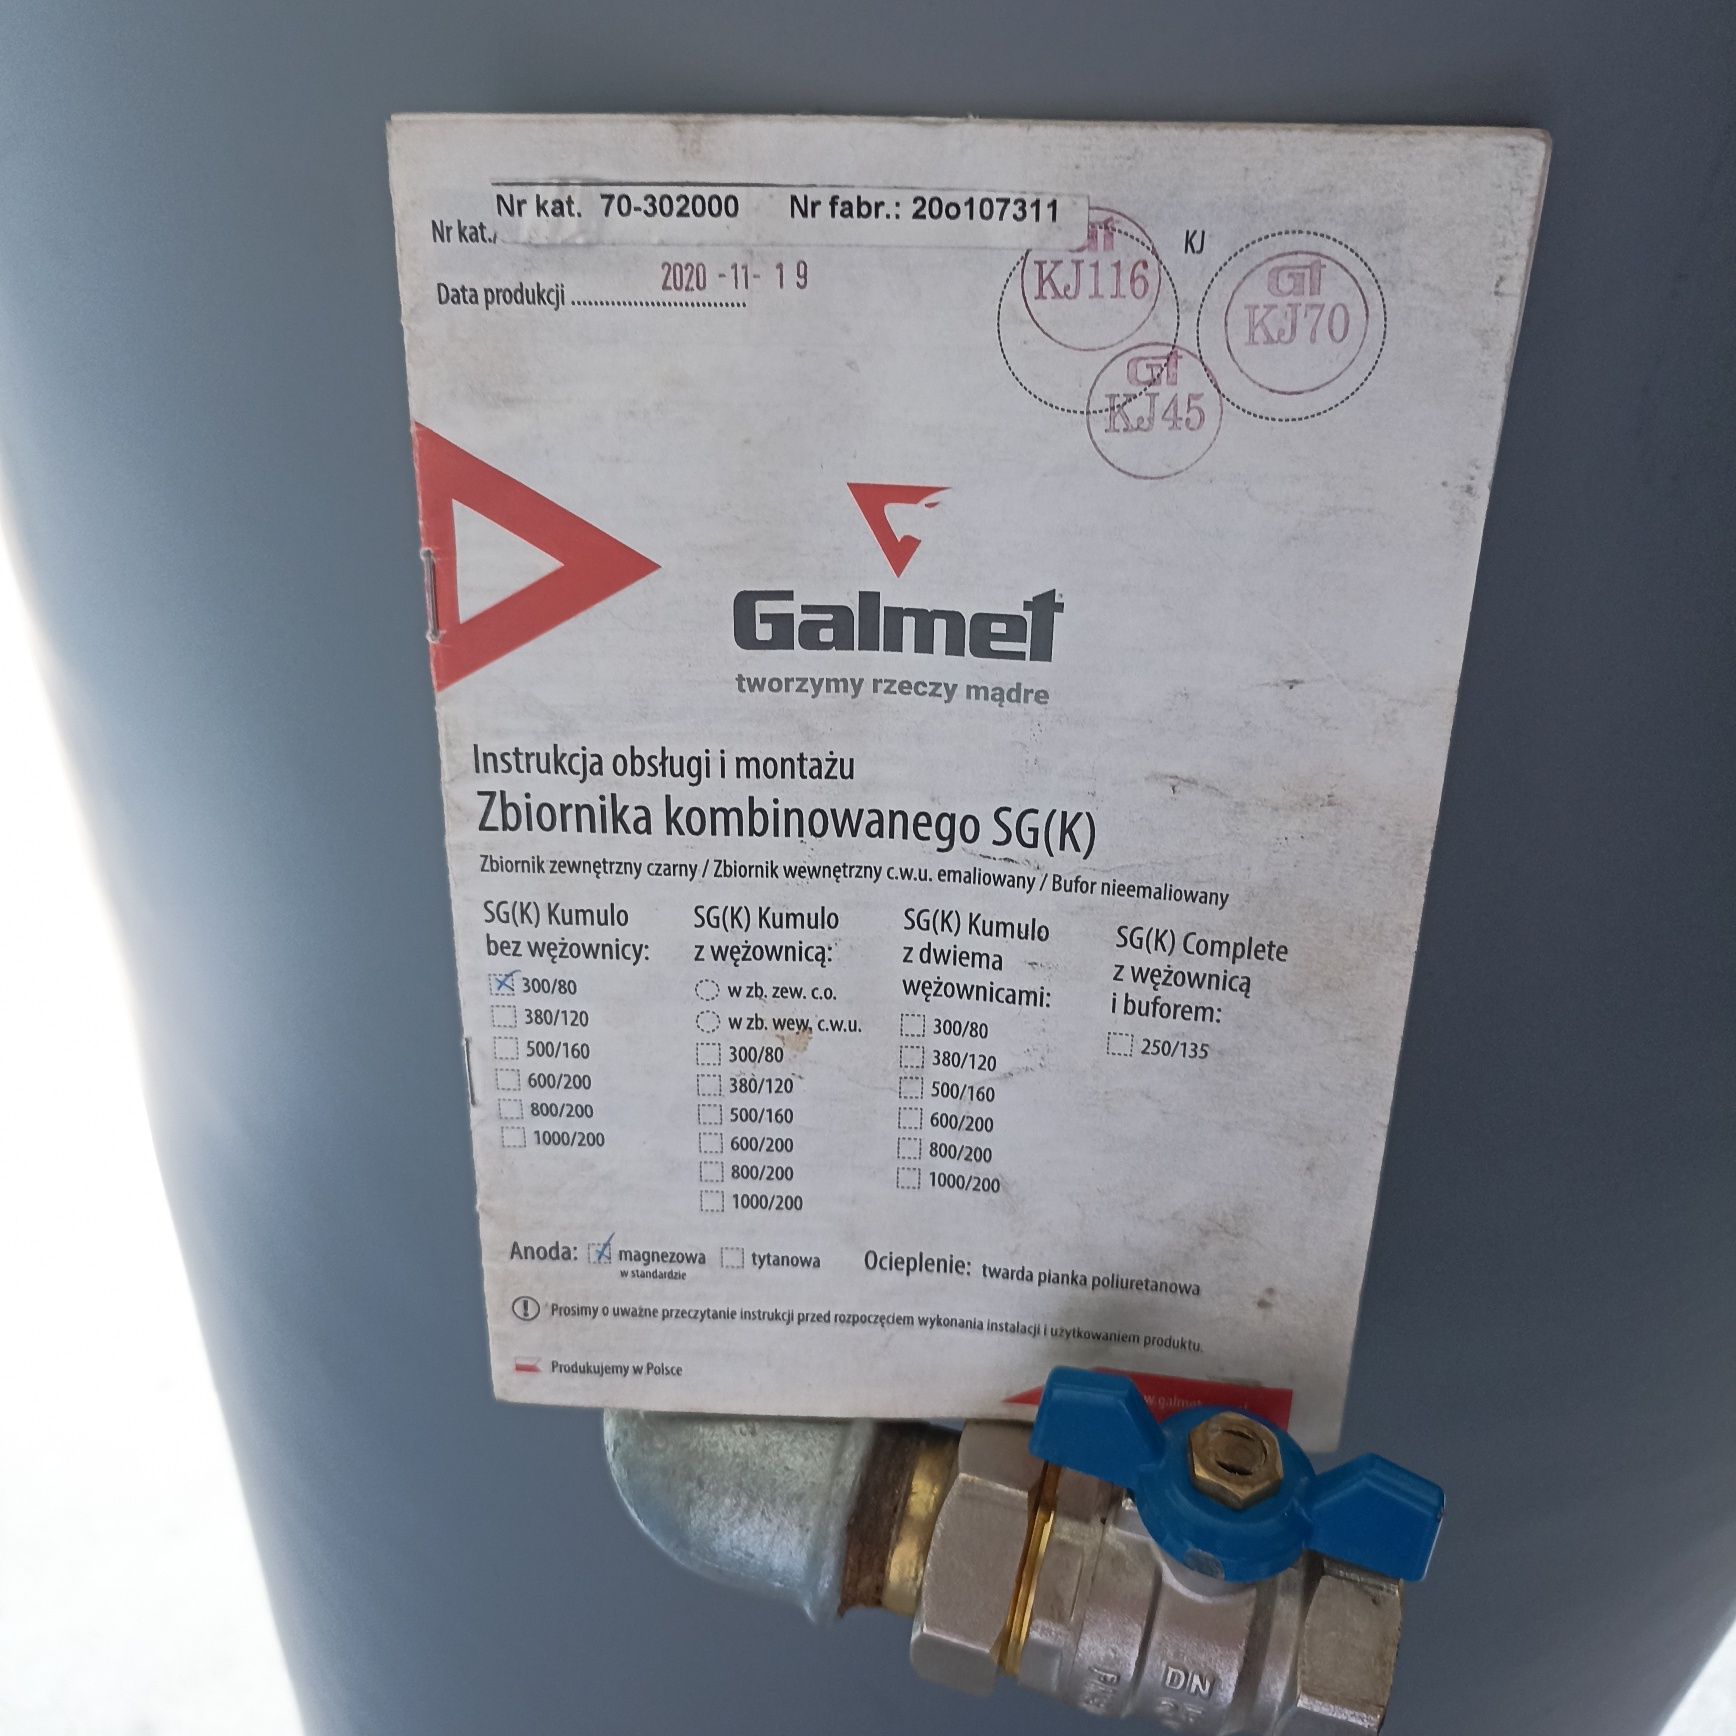 Nr kat. 70-302000 Nr fabr.: 20o107311
Nr kat.
KJ
Data produkcji 2020 -11- 19
Gt
KJ116
Gt
KJ70
Gt
KJ45
Galmet
tworzymy rzeczy mądre
Instrukcja obsługi i montażu
Zbiornika kombinowanego SG(K)
Zbiornik zewnętrzny czarny / Zbiornik wewnętrzny c.w.u. emaliowany / Bufor nieemaliowany
SG(K) Kumulo
bez wężownicy:
300/80
380/120
500/160
600/200
800/200
1000/200
SG(K) Kumulo
z wężownicą:
w zb. zew. c.o.
w zb. wew. c.w.u.
300/80
380/120
500/160
600/200
800/200
1000/200
SG(K) Kumulo
z dwiema
wężownicami:
300/80
380/120
500/160
600/200
800/200
1000/200
SG(K) Complete
z wężownicą
i buforem:
250/135
Anoda: magnezowa tytanowa Ocieplenie: twarda pianka poliuretanowa
w standardzie
Prosimy o uważne przeczytanie instrukcji przed rozpoczęciem wykonania instalacji i użytkowaniem produktu.
Produkujemy w Polsce
DN